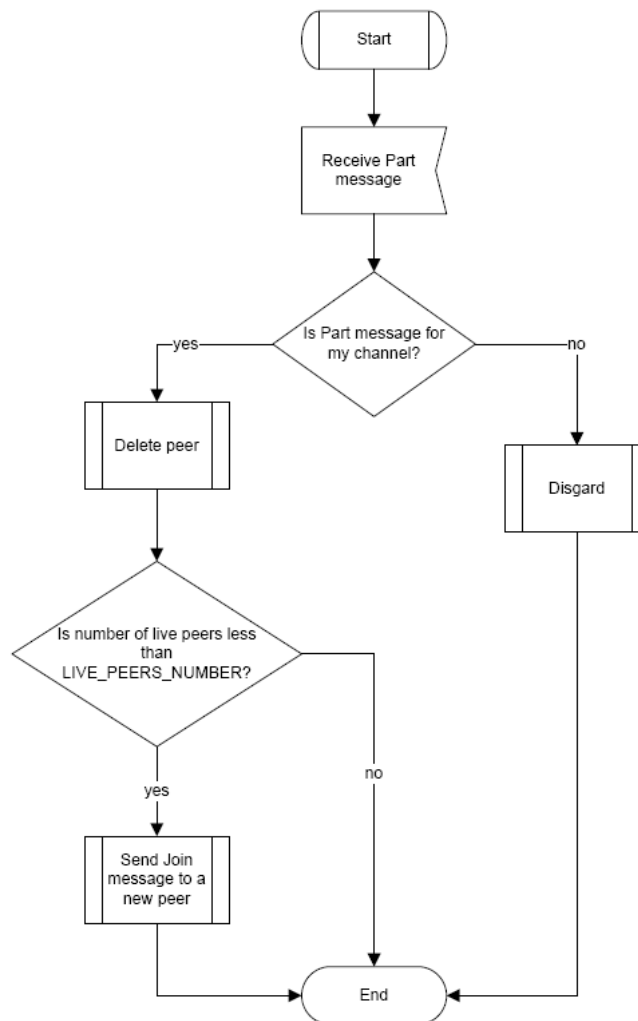 Start
Receive Part
message
Is Part message for
my channel?
yes
no
Delete peer
Disgard
Is number of live peers less
than
LIVE_PEERS_NUMBER?
no
yes
Send Join
message to a
new peer
End